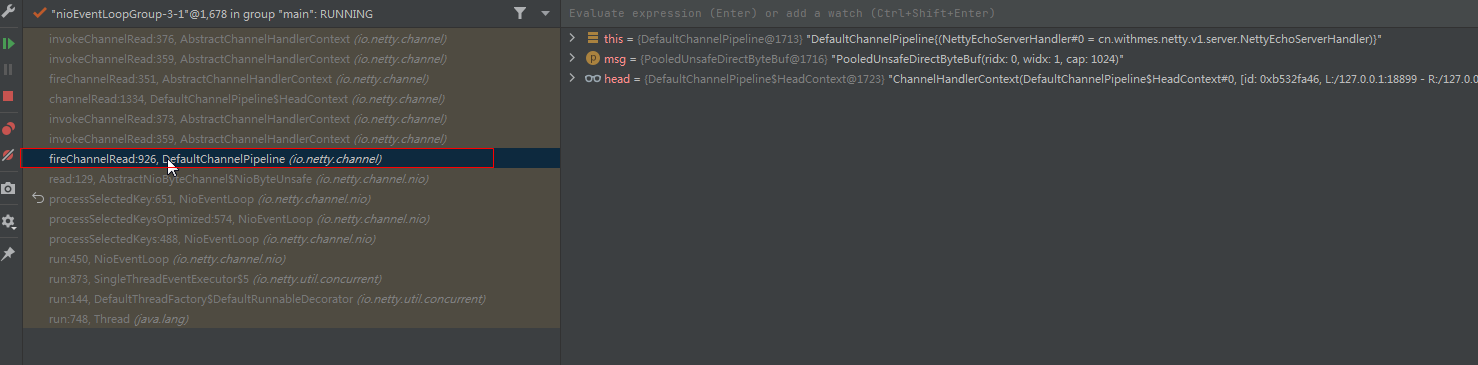 "nioEventLoopGroup-3-1"@1,678 in group "main": RUNNING
invokeChannelRead:376, AbstractChannelHandlerContext (io.netty.channel)
invokeChannelRead:359, AbstractChannelHandlerContext (io.netty.channel)
fireChannelRead:351, AbstractChannelHandlerContext (io.netty.channel)
channelRead:1334, DefaultChannelPipeline$HeadContext (io.netty.channel)
invokeChannelRead:373, AbstractChannelHandlerContext (io.netty.channel)
invokeChannelRead:359, AbstractChannelHandlerContext (io.netty.channel)
fireChannelRead:926, DefaultChannelPipeline (io.netty.channel)
read:129, AbstractNioByteChannel$NioByteUnsafe (io.netty.channel.nio)
processSelectedKey:651, NioEventLoop (io.netty.channel.nio)
processSelectedKeysOptimized:574, NioEventLoop (io.netty.channel.nio)
processSelectedKeys:488, NioEventLoop (io.netty.channel.nio)
run:450, NioEventLoop (io.netty.channel.nio)
run:873, SingleThreadEventExecutor$5 (io.netty.util.concurrent)
run:144, DefaultThreadFactory$DefaultRunnableDecorator (io.netty.util.concurrent)
run:748, Thread (java.lang)
Evaluate expression (Enter) or add a watch (Ctrl+Shift+Enter)
this = {DefaultChannelPipeline@1713} "DefaultChannelPipeline{(NettyEchoServerHandler#0 = cn.withmes.netty.v1.server.NettyEchoServerHandler)}"
p msg = {PooledUnsafeDirectByteBuf@1716} "PooledUnsafeDirectByteBuf(ridx: 0, widx: 1, cap: 1024)"
head = {DefaultChannelPipeline$HeadContext@1723} "ChannelHandlerContext(DefaultChannelPipeline$HeadContext#0, [id: 0xb532fa46, L:/127.0.0.1:18899 - R:/127.0.